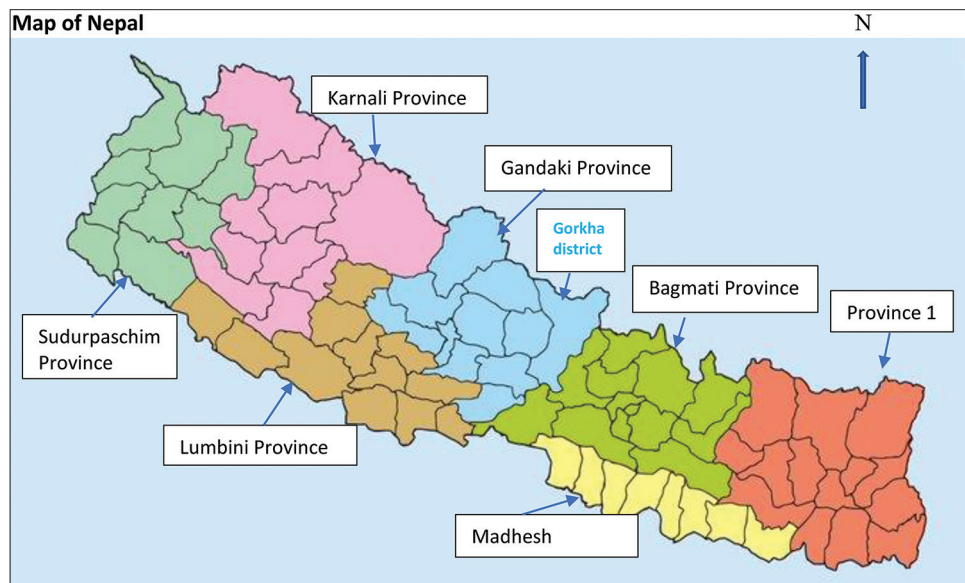 Map of Nepal
N
Karnali Province
Gandaki Province
Gorkha
district
Bagmati Province
Province 1
Sudurpaschim
Province
Lumbini Province
Madhesh